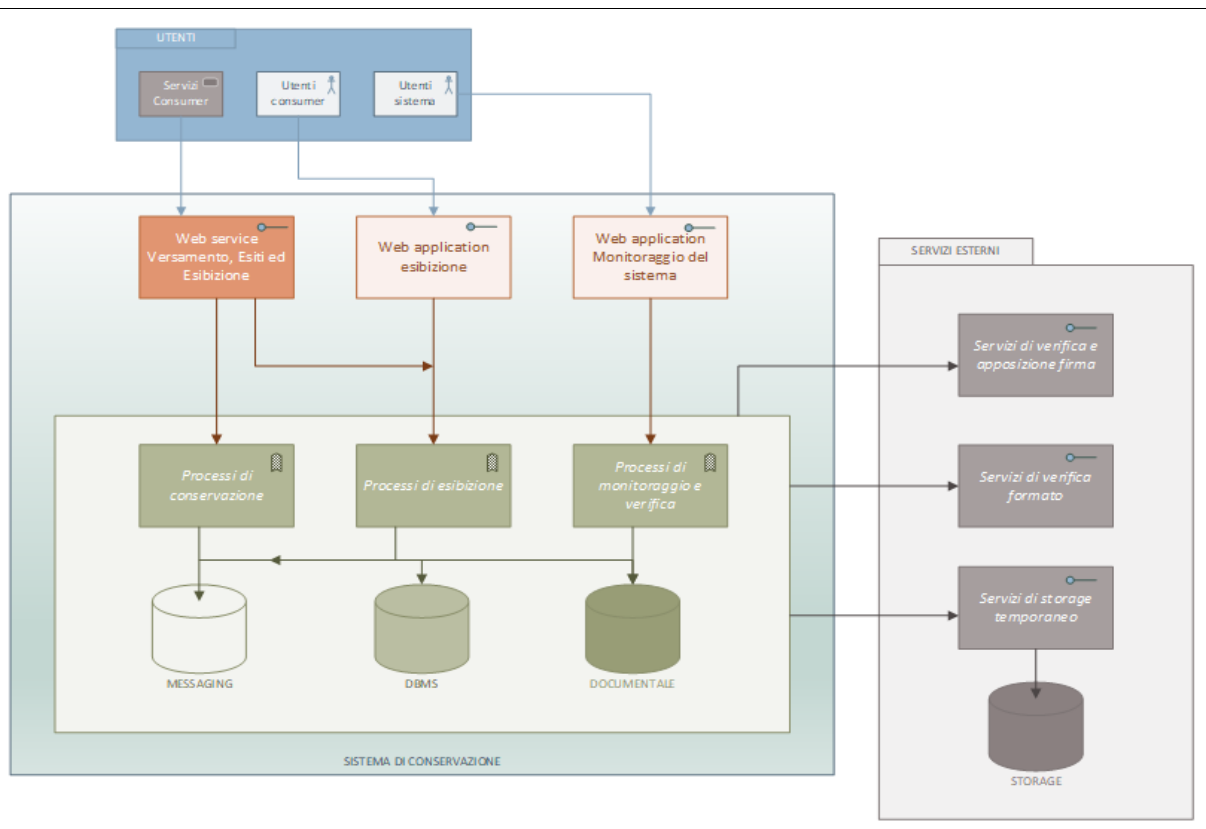 UTENTI
Servizi
Consumer
Utenti
consumer
Utenti
sistema
Web service
Versamento, Esiti ed
Esibizione
Web application
esibizione
Web application
Monitoraggio del
sistema
SERVIZI ESTERNI
Servizi di verifica e
apposizione firma
Processi di
conservazione
Processi di esibizione
Processi di
monitoraggio e
verifica
Servizi di verifica
formato
Servizi di storage
temporaneo
MESSAGING
DBMS
DOCUMENTALE
STORAGE
SISTEMA DI CONSERVAZIONE